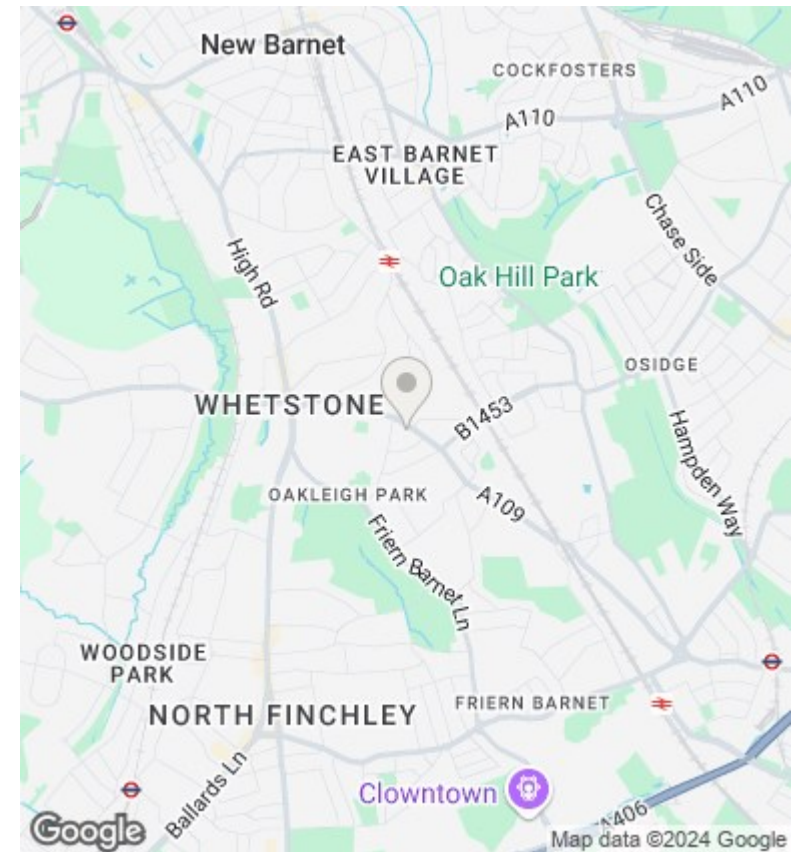 New Barnet
COCKFOSTERS
A110
A110
EAST BARNET
VILLAGE
Chase Side
High Rd
Oak Hill Park
OSIDGE
WHETSTONE
B1453
Hampden Way
OAKLEIGH PARK
A109
Friern Barnet Ln
WOODSIDE
PARK
FRIERN BARNET
NORTH FINCHLEY
Ballards Ln
Clowntown
A406
Google
Map data ©2024 Google